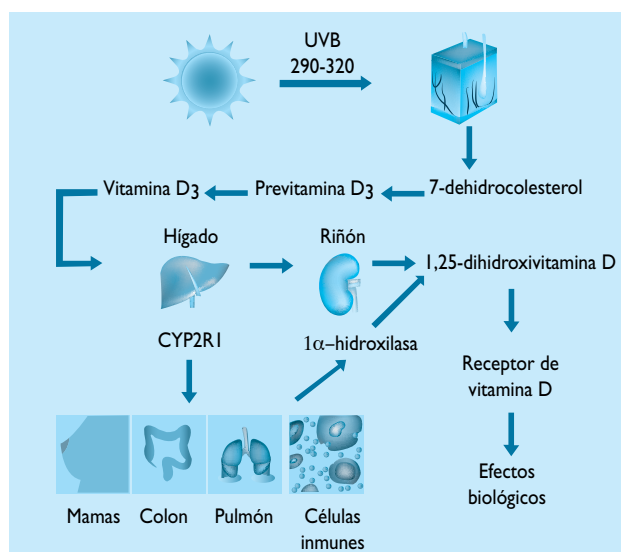 UVB
290-320
7-dehidrocolesterol
Previtamina D3
Vitamina D3
Hígado
Riñón
1,25-dihidroxivitamina D
CYP2R1
1α–hidroxilasa
Receptor de
vitamina D
Efectos
biológicos
Mamas
Colon
Pulmón
Células
inmunes